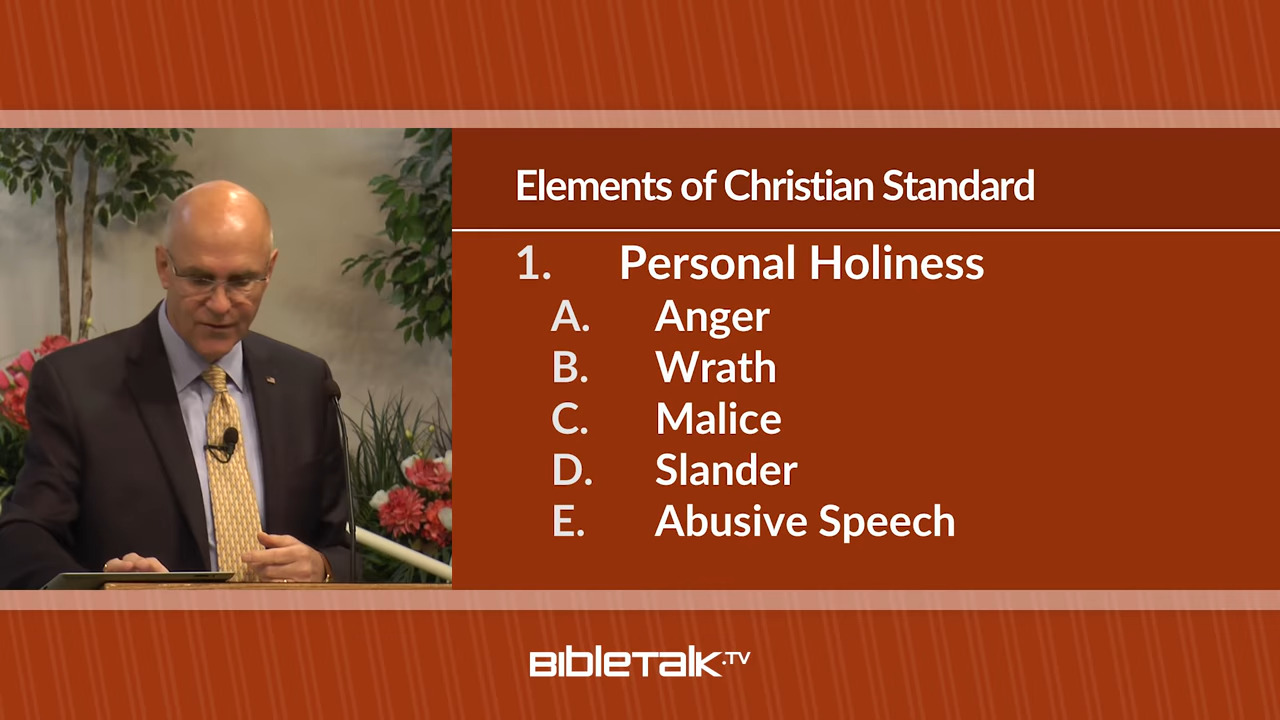 Elements of Christian Standard
1. Personal Holiness
A. Anger
B. Wrath
C. Malice
D. Slander
E. Abusive Speech
BibleTalk.TV